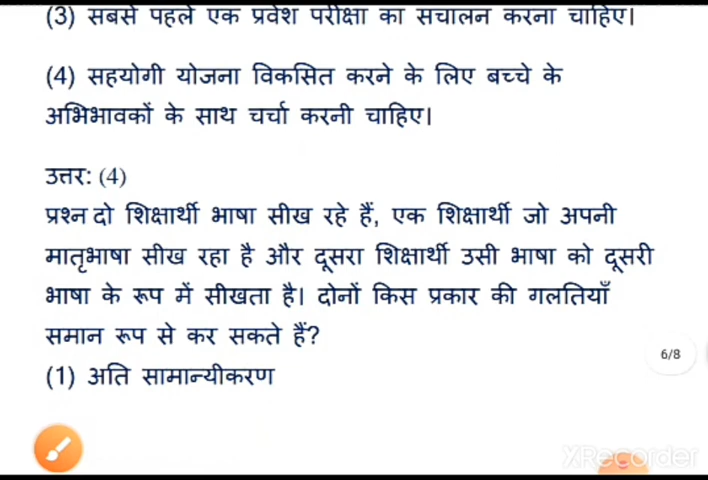 (3) सबसे पहले एक प्रवेश परीक्षा का सचालन करना चाहिए।
(4) सहयोगी योजना विकसित करने के लिए बच्चे के
अभिभावकों के साथ चर्चा करनी चाहिए।
उत्तर: (4)
प्रश्न दो शिक्षार्थी भाषा सीख रहे हैं, एक शिक्षार्थी जो अपनी
मातृभाषा सीख रहा है और दूसरा शिक्षार्थी उसी भाषा को दूसरी
भाषा के रूप में सीखता है। दोनों किस प्रकार की गलतियाँ
समान रूप से कर सकते हैं?
6/8
(1) अति सामान्यीकरण
XRecorder